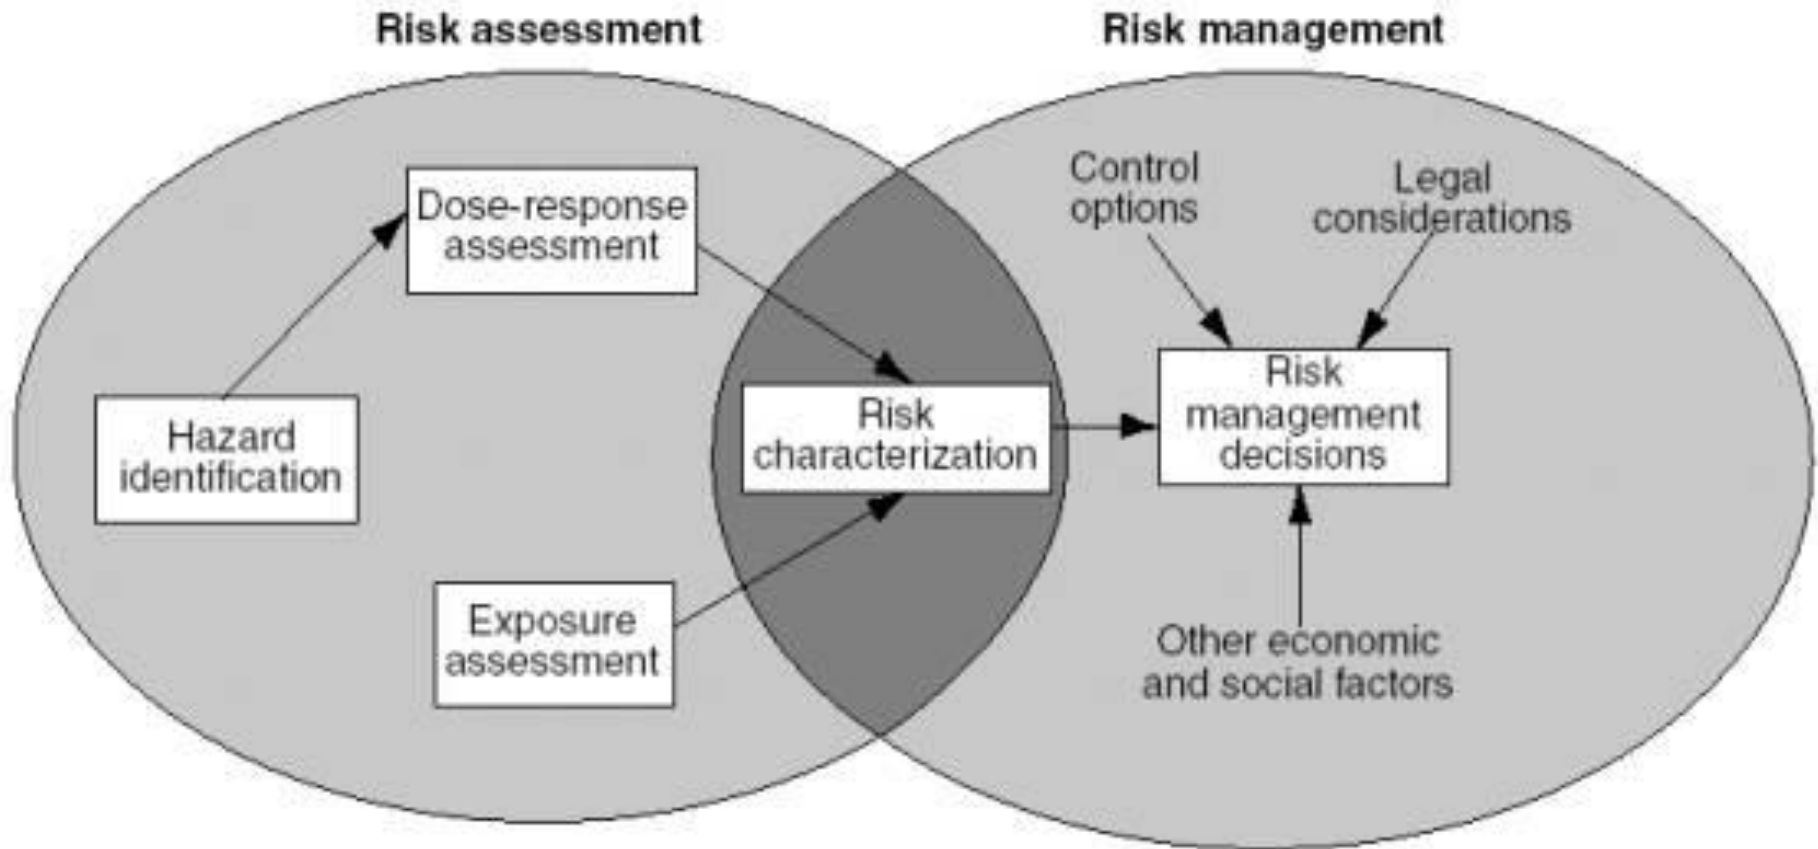 Risk assessment
Risk management
Dose-response
assessment
Control
options
Legal
considerations
Hazard
identification
Risk
characterization
Risk
management
decisions
Exposure
assessment
Other economic
and social factors